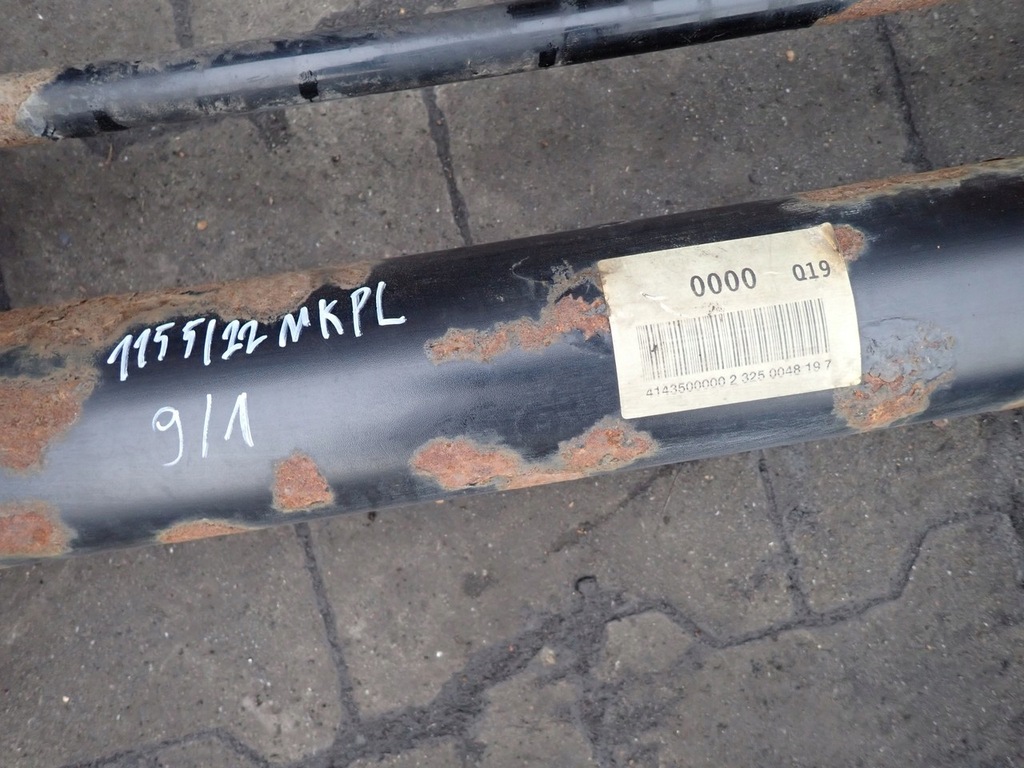 1155/22 MKPL
9/1
0000 Q19
4143500000 2 325 0048 19 7